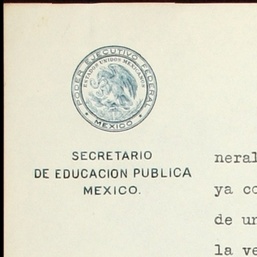 PODER EJECUTIVO FEDERAL
ESTADOS UNIDOS MEXICANOS
MEXICO
SECRETARIO
DE EDUCACION PUBLICA
MEXICO.
neral
ya co
de un
la ve